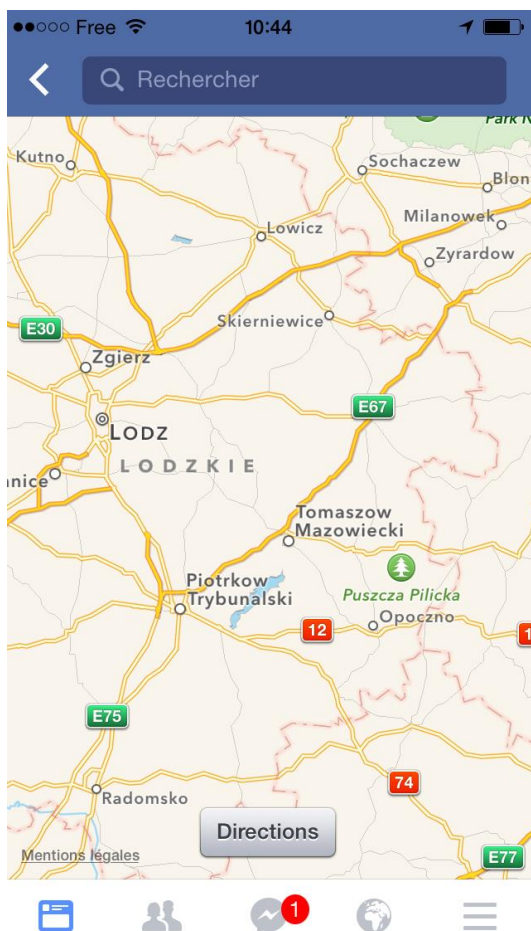 Free 10:44
Rechercher
Park N
Kutno
Sochaczew
Blon
Milanowek
Lowicz
Zyrardow
Skierniewice
E30
Zgierz
E67
LODZ
LODZKIE
nice
Tomaszow
Mazowiecki
Piotrkow
Trybunalski
Puszcza Pilicka
Opoczno
12
1
E75
74
Radomsko
Directions
Mentions légales
E77
1